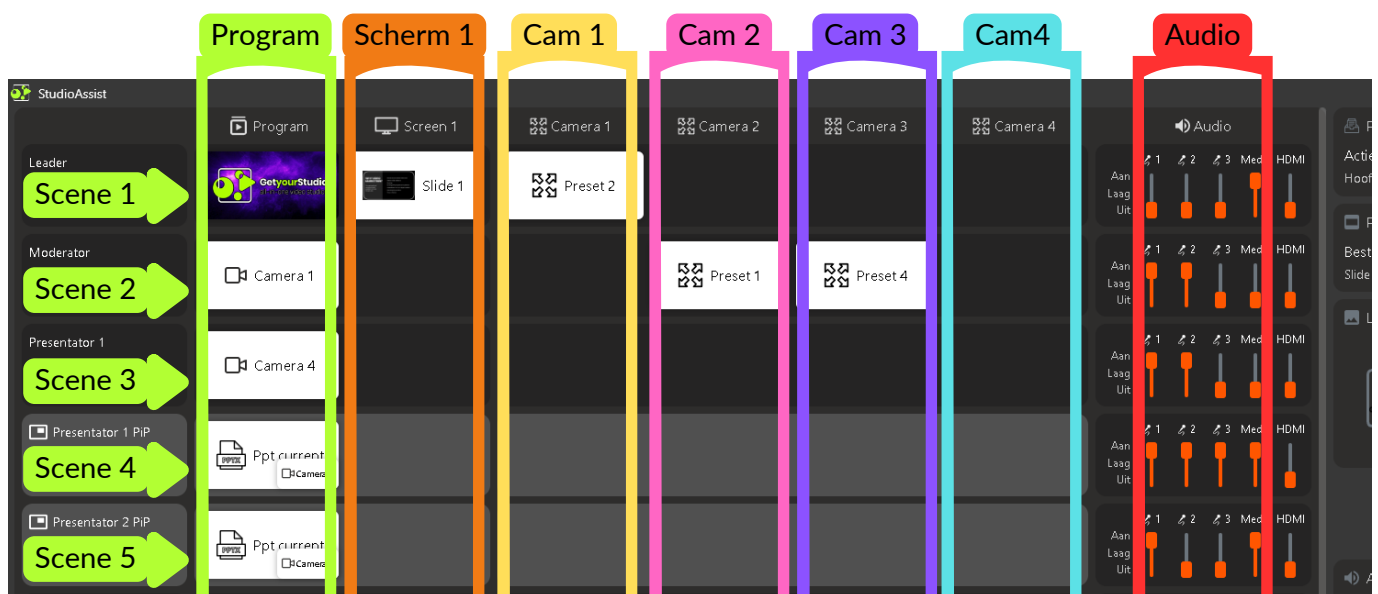 Program Scherm 1 Cam 1 Cam 2 Cam 3 Cam4 Audio
StudioAssist
Program Screen 1 Camera 1 Camera 2 Camera 3 Camera 4 Audio
Leader
Scene 1
GetyourStudio
Slide 1 Preset 2
1 2 3 Med HDMI
Aan
Laag
Uit
Actie
Hoof
Moderator
Scene 2
Camera 1 Preset 1 Preset 4
1 2 3 Med HDMI
Aan
Laag
Uit
Best
Slide
Presentator 1
Scene 3
Camera 4
1 2 3 Med HDMI
Aan
Laag
Uit
L
Presentator 1 PiP
Scene 4
PPTX Ppt current
Camera
1 2 3 Med HDMI
Aan
Laag
Uit
Presentator 2 PiP
Scene 5
PPTX Ppt current
Camera
1 2 3 Med HDMI
Aan
Laag
Uit
A